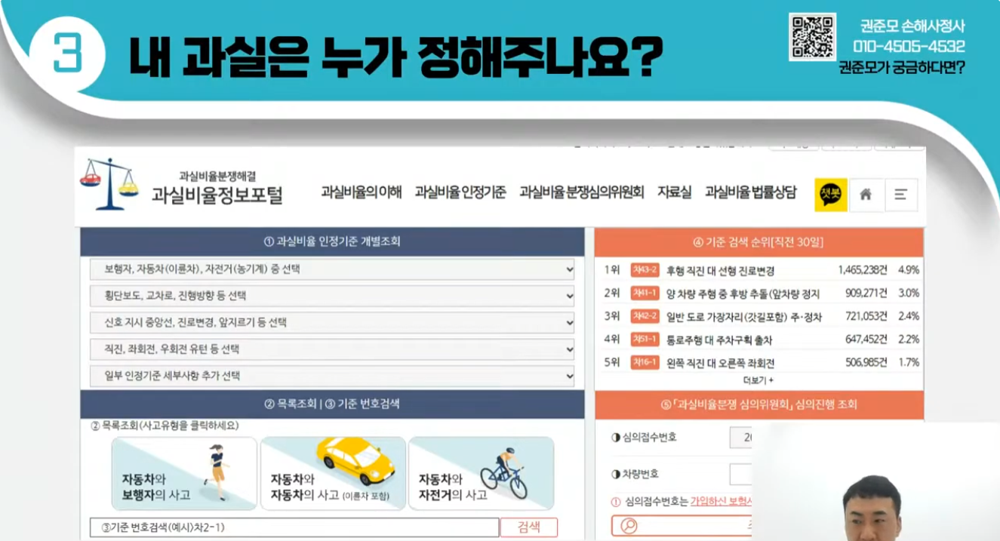 3
내 과실은 누가 정해주나요?
권준모 손해사정사
010-4505-4532
권준모가 궁금하다면?
과실비율분쟁해결
과실비율정보포털
과실비율의 이해 과실비율 인정기준 과실비율 분쟁심의위원회 자료실 과실비율 법률상담
챗봇
① 과실비율 인정기준 개별조회
보행자, 자동차(이륜차), 자전거(농기계) 중 선택
횡단보도, 교차로, 진행방향 등 선택
신호 지시 중앙선, 진로변경, 앞지르기 등 선택
직진, 좌회전, 우회전 유턴 등 선택
일부 인정기준 세부사항 추가 선택
② 목록조회 | ③ 기준 번호검색
② 목록조회(사고유형을 클릭하세요)
자동차와
보행자의 사고
자동차와
자동차의 사고 (이륜차 포함)
자동차와
자전거의 사고
③기준 번호검색(예시)차2-1)
검색
④ 기준 검색 순위[직전 30일]
1위 차43-2 후행 직진 대 선행 진로변경 1,465,238건 4.9%
2위 차41-1 양 차량 주행 중 후방 추돌(앞차량 정지 909,271건 3.0%
3위 차42-2 일반 도로 가장자리(갓길포함) 주·정차 721,053건 2.4%
4위 차51-1 통로주행 대 주차구획 출차 647,452건 2.2%
5위 차16-1 왼쪽 직진 대 오른쪽 좌회전 506,985건 1.7%
더보기 +
⑤「과실비율분쟁 심의위원회」 심의진행 조회
심의접수번호
차량번호
① 심의접수번호는 가입하신